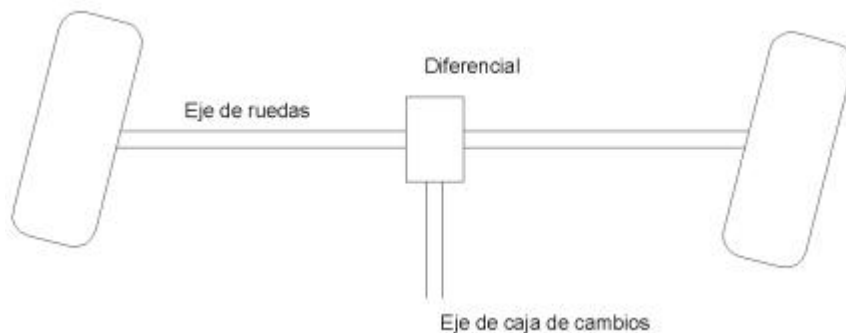 Diferencial
Eje de ruedas
Eje de caja de cambios